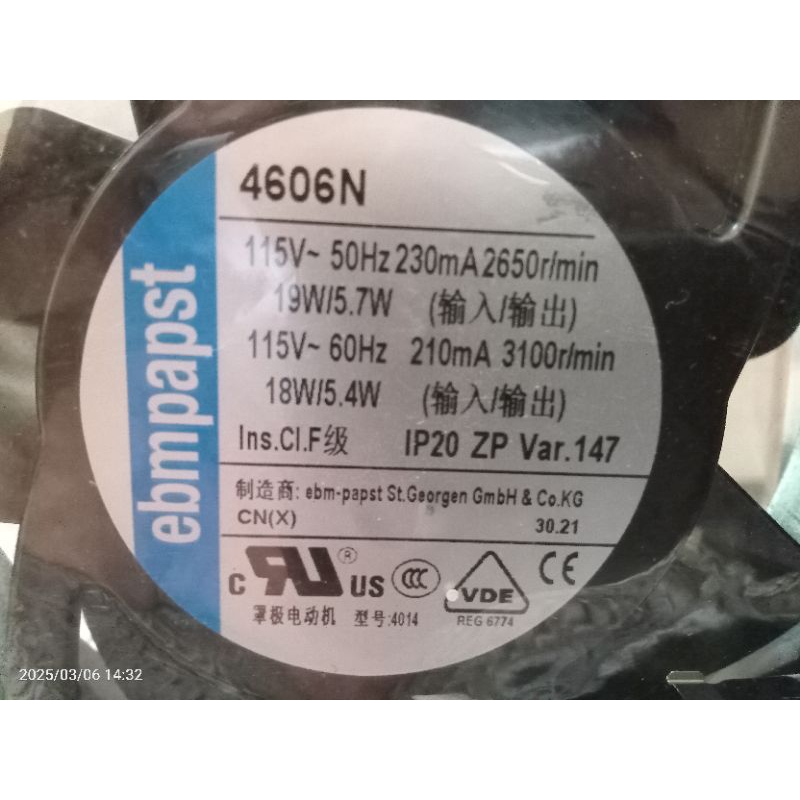 ebmpapst
4606N
115V~ 50Hz 230mA 2650r/min
19W/5.7W (输入/输出)
115V~ 60Hz 210mA 3100r/min
18W/5.4W (输入/输出)
Ins.Cl.F级 IP20 ZP Var.147
制造商: ebm-papst St.Georgen GmbH & Co.KG
CN(X) 30.21
c RU ® US CCC VDE CE
罩极电动机 型号:4014 REG 6774
2025/03/06 14:32